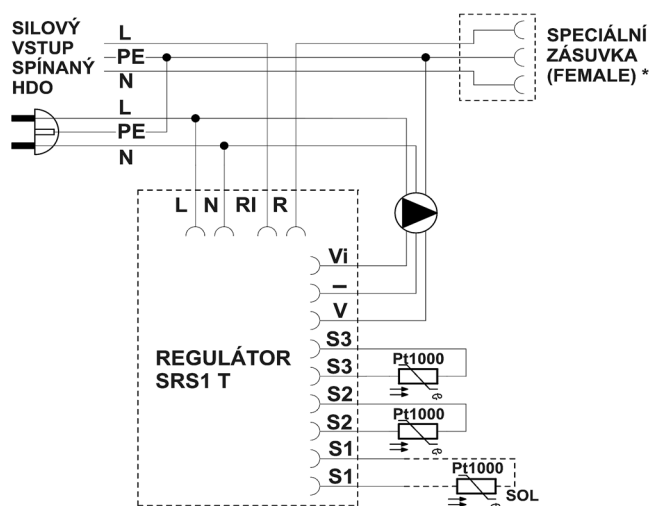 SILOVÝ
VSTUP
SPÍNANÝ
HDO
L
PE
N
L
PE
N
SPECIÁLNÍ
ZÁSUVKA
(FEMALE) *
L N RI R
Vi
–
V
S3
S3
S2
S2
S1
S1
REGULÁTOR
SRS1 T
Pt1000
Pt1000
Pt1000
SOL